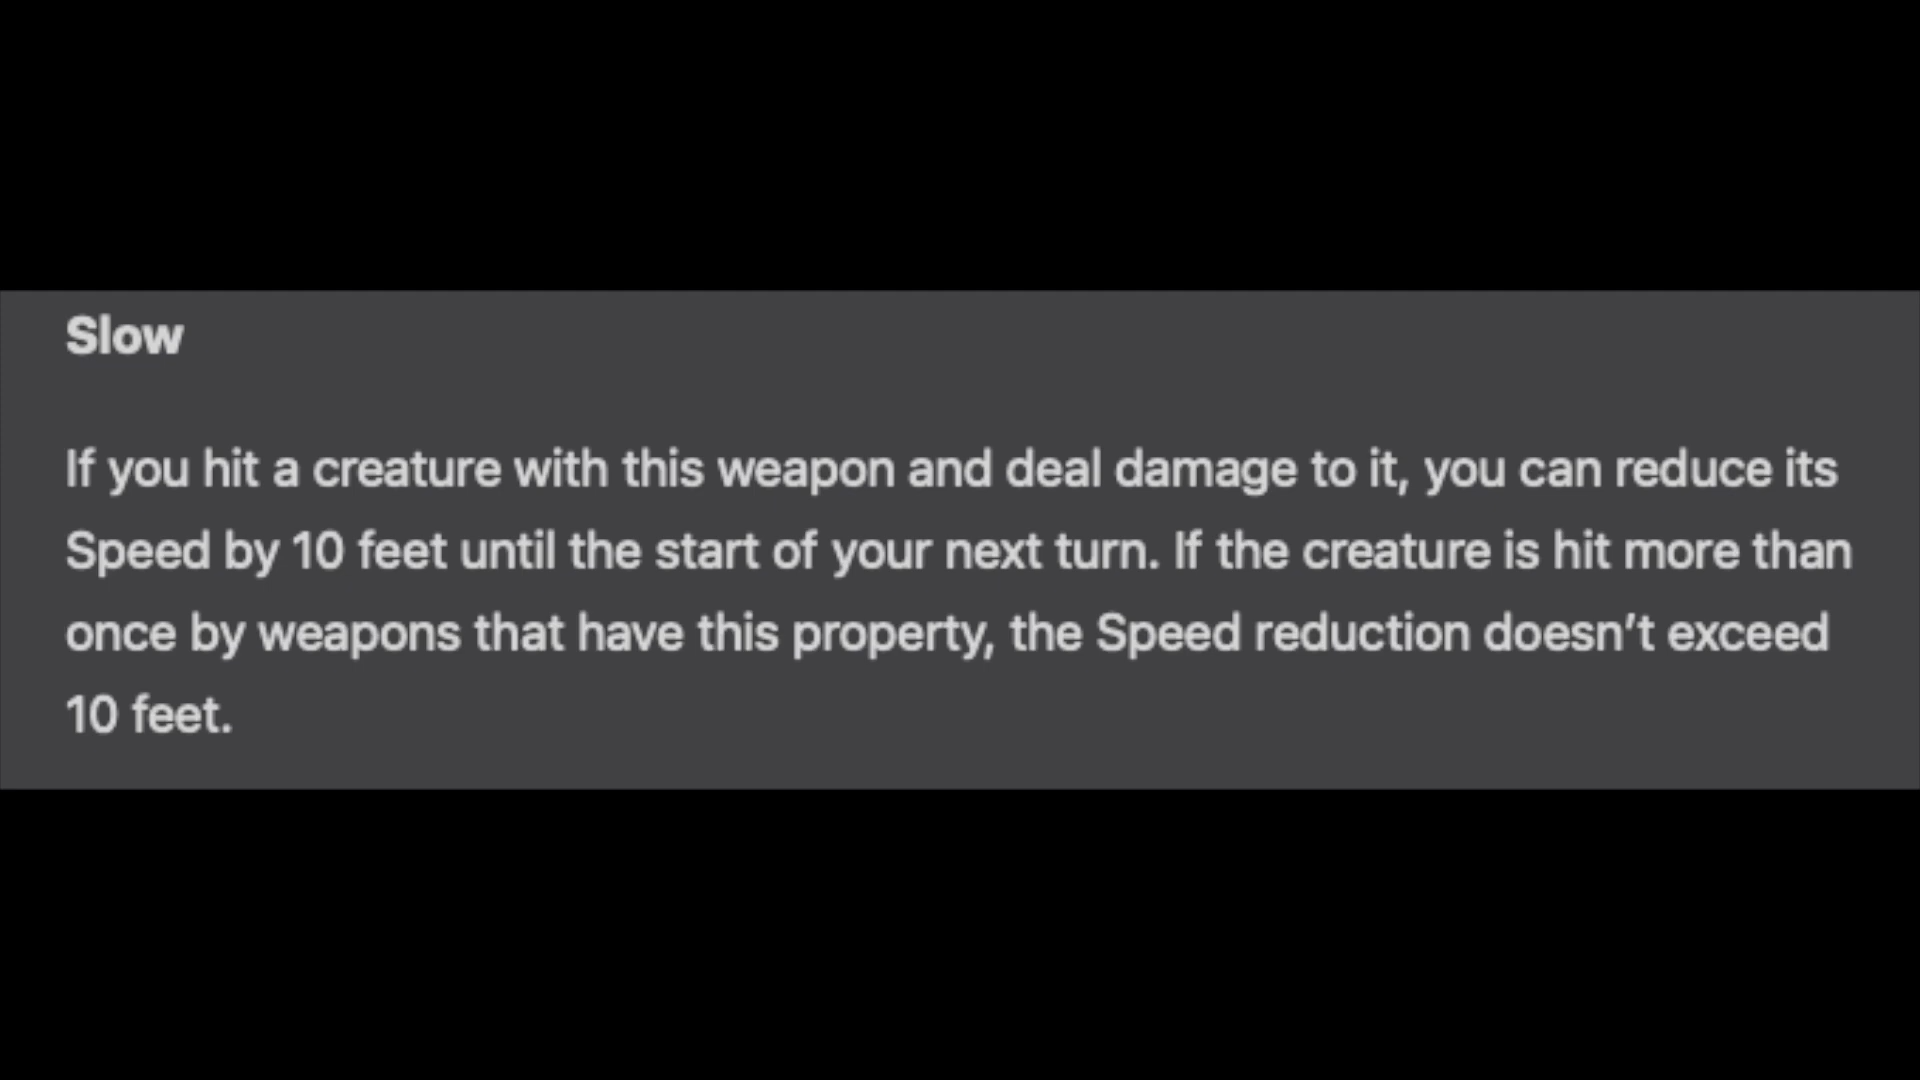 Slow
If you hit a creature with this weapon and deal damage to it, you can reduce its
Speed by 10 feet until the start of your next turn. If the creature is hit more than
once by weapons that have this property, the Speed reduction doesn’t exceed
10 feet.